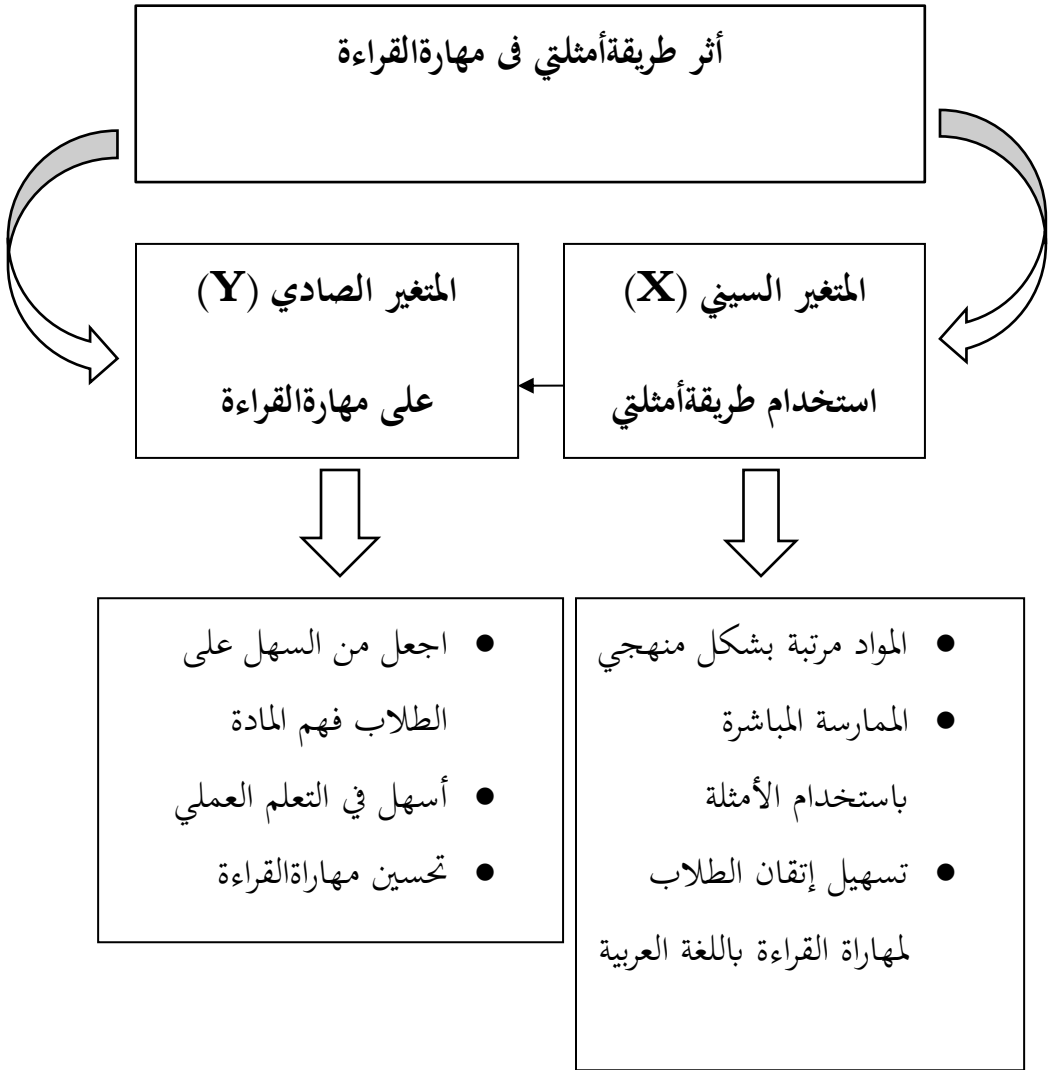 أثر طريقةأمثلتي فى مهارةالقراءة
المتغير السيني (X)
استخدام طريقةأمثلتي
المتغير الصادي (Y)
على مهارةالقراءة
● المواد مرتبة بشكل منهجي
● الممارسة المباشرة
باستخدام الأمثلة
● تسهيل إتقان الطلاب
لمهاراة القراءة باللغة العربية
● اجعل من السهل على
الطلاب فهم المادة
● أسهل في التعلم العملي
● تحسين مهاراةالقراءة